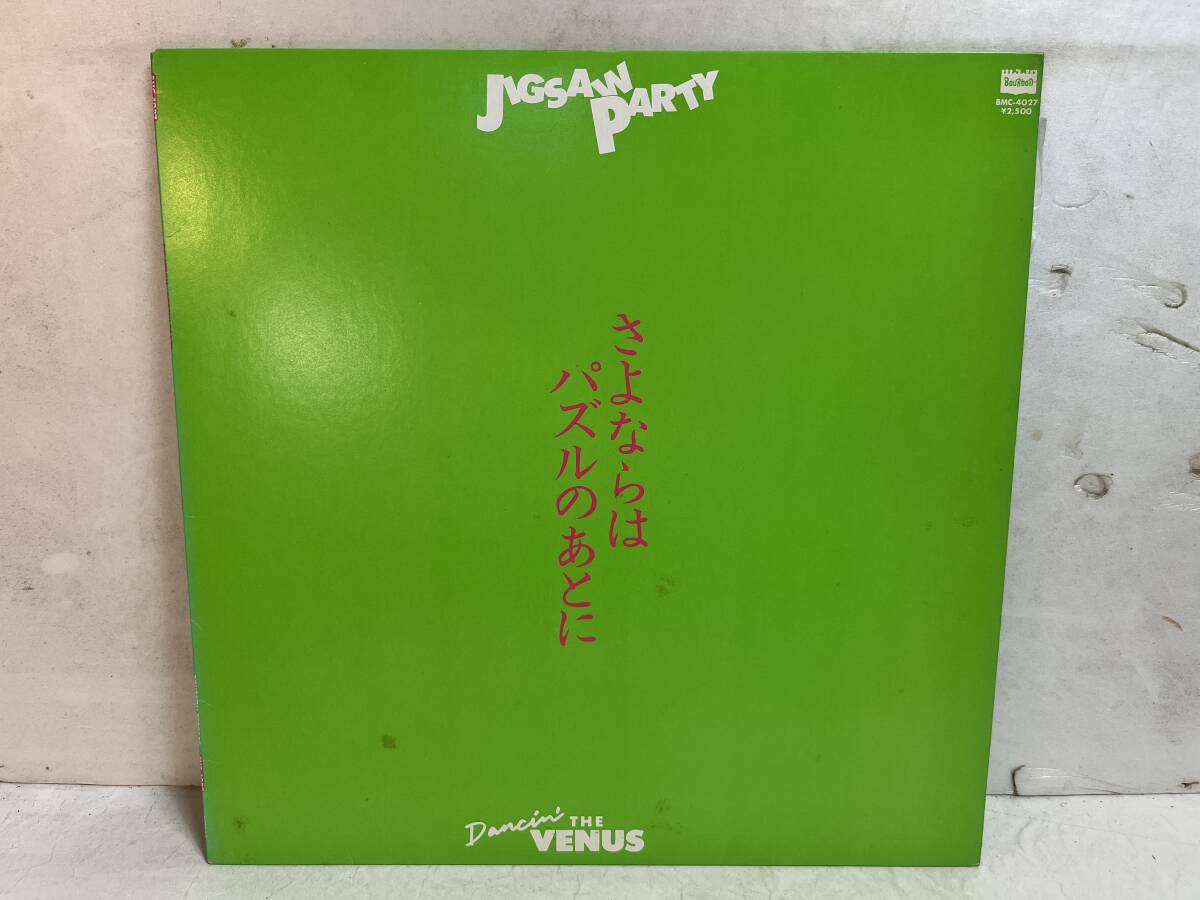 JIGSAW
PARTY
BOURBON
BMC-4027
¥2,500
さよならは
パズルのあとに
Dancin' THE
VENUS